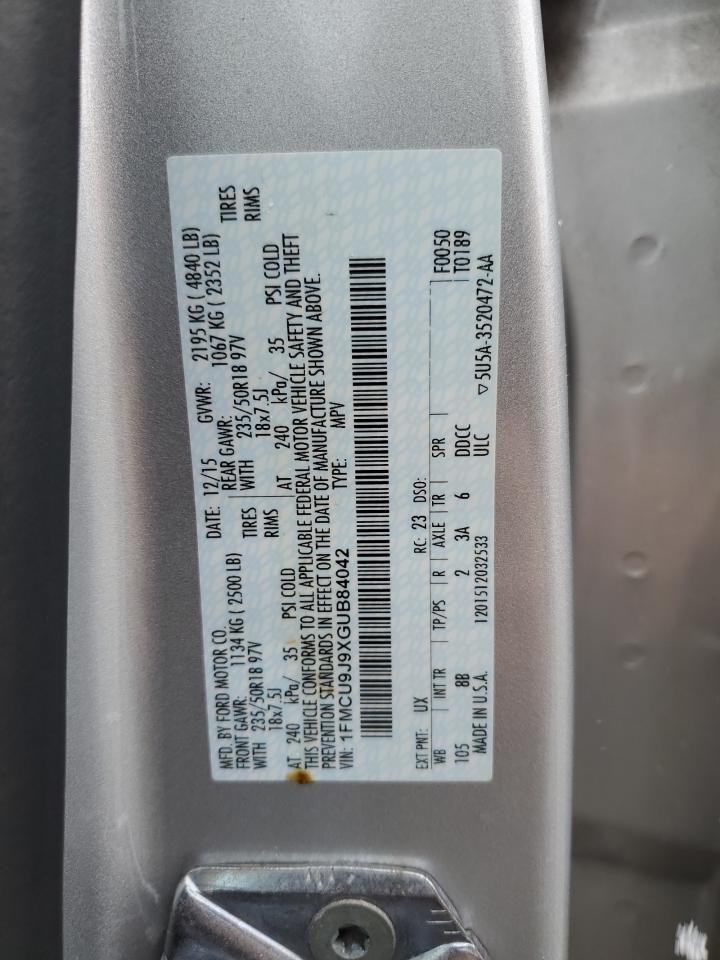 MFD. BY FORD MOTOR CO.
DATE: 12/15 GVWR: 2195 KG ( 4840 LB)
FRONT GAWR: 1134 KG ( 2500 LB) REAR GAWR: 1067 KG ( 2352 LB)
WITH 235/50R18 97V TIRES WITH 235/50R18 97V TIRES
18x7.5J RIMS 18x7.5J RIMS
AT 240 kPa/ 35 PSI COLD AT 240 kPa/ 35 PSI COLD
THIS VEHICLE CONFORMS TO ALL APPLICABLE FEDERAL MOTOR VEHICLE SAFETY AND THEFT
PREVENTION STANDARDS IN EFFECT ON THE DATE OF MANUFACTURE SHOWN ABOVE.
VIN: 1FMCU9J9XGUB84042 TYPE: MPV
EXT PNT: UX RC: 23 DSO: F0050
WB INT TR TP/PS R AXLE TR SPR T0189
105 8B 2 3A 6 DDCC
MADE IN U.S.A. 1201512032533 ULC ▽ 5U5A-3520472-AA